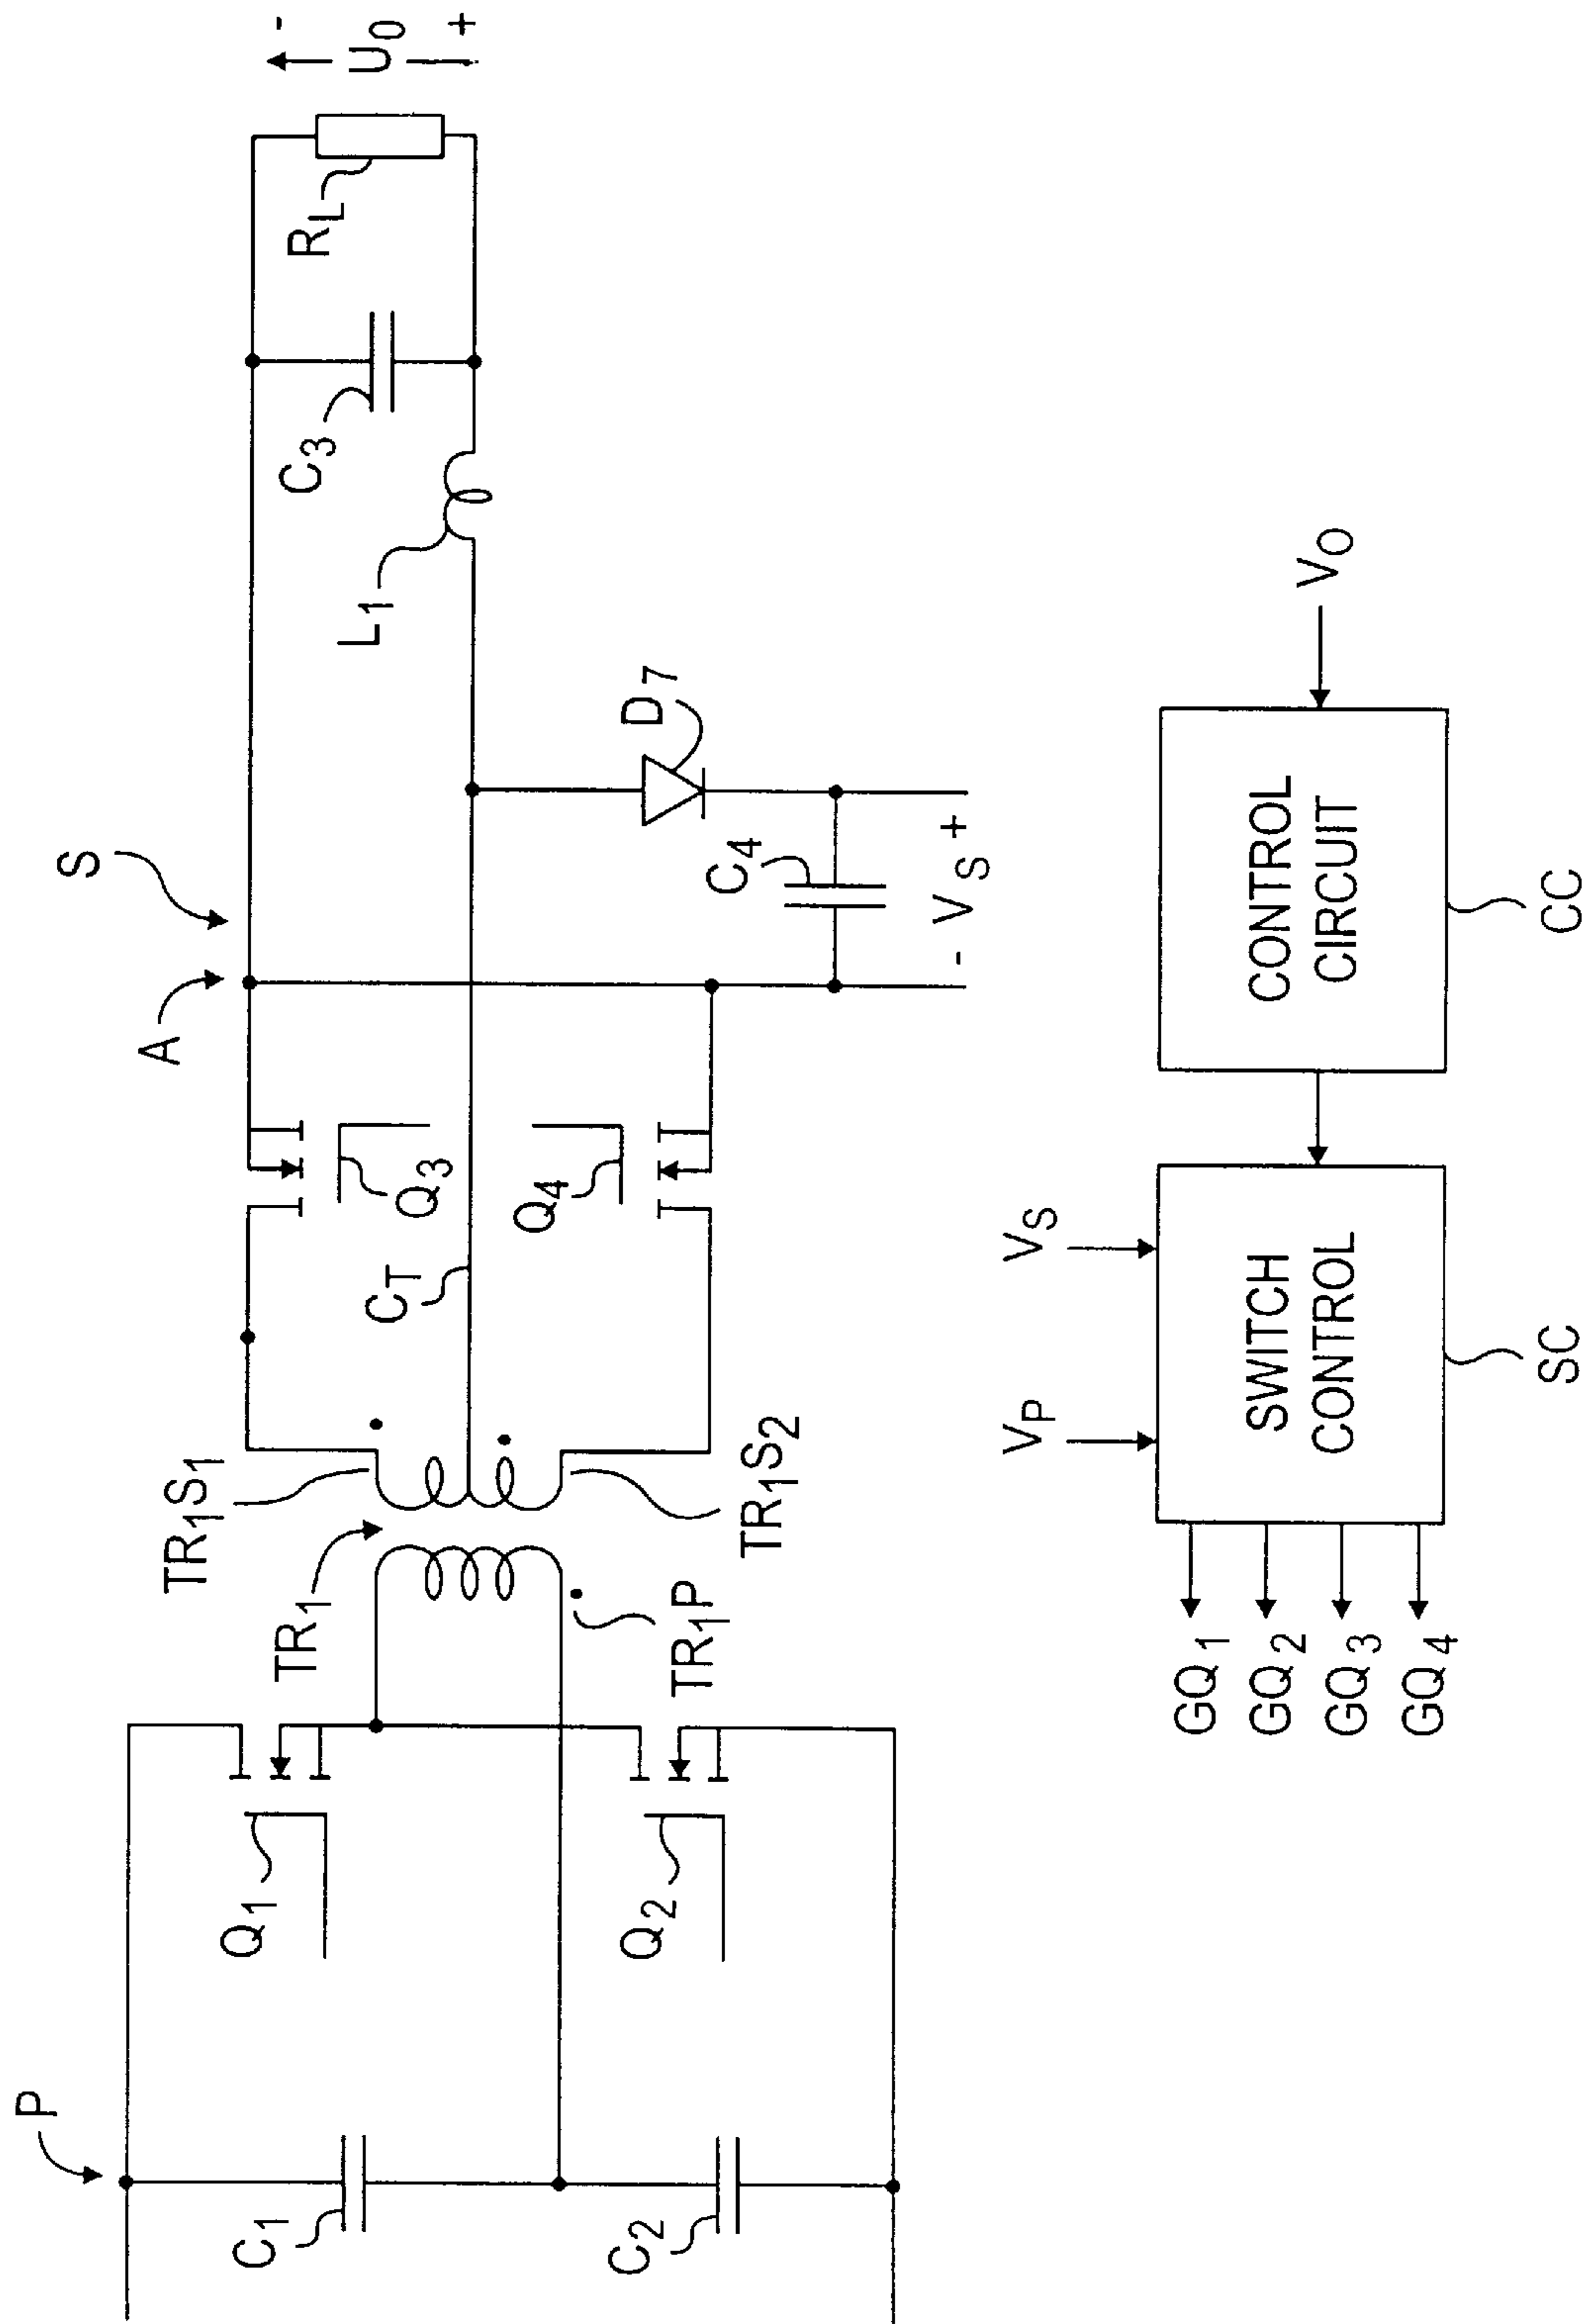 P
C1
C2
Q1
Q2
TR1
TR1P
TR1S1
TR1S2
CT
Q3
Q4
A
S
C4
- VS +
D7
L1
C3
RL
- U0 +
VP
VS
SWITCH
CONTROL
SC
GQ1
GQ2
GQ3
GQ4
CONTROL
CIRCUIT
CC
VO